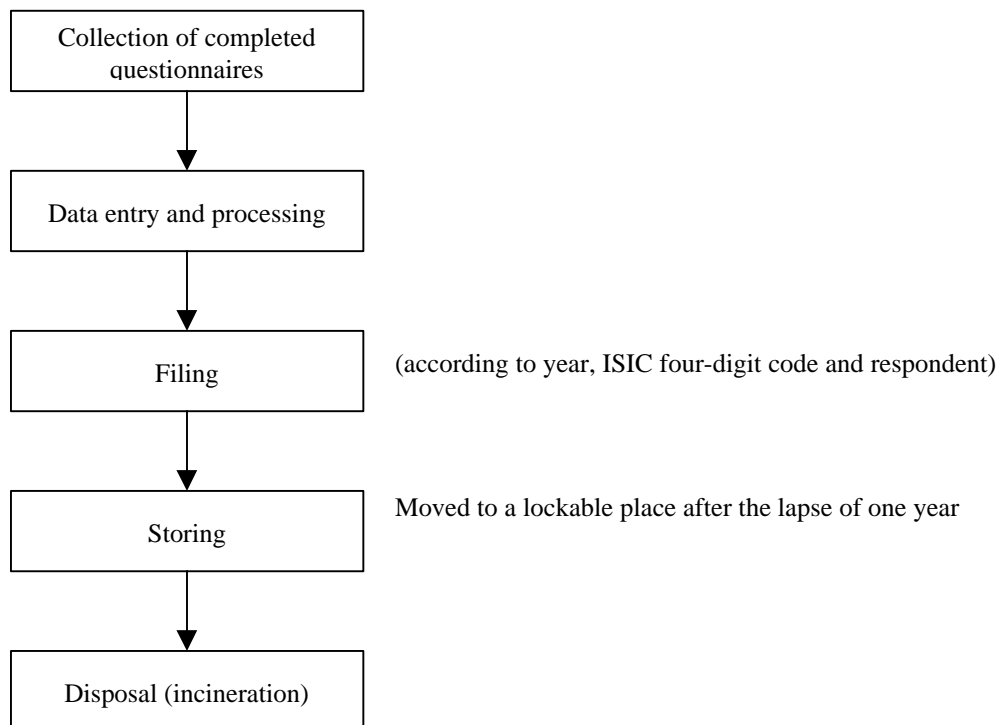 Collection of completed
questionnaires
Data entry and processing
Filing
(according to year, ISIC four-digit code and respondent)
Storing
Moved to a lockable place after the lapse of one year
Disposal (incineration)